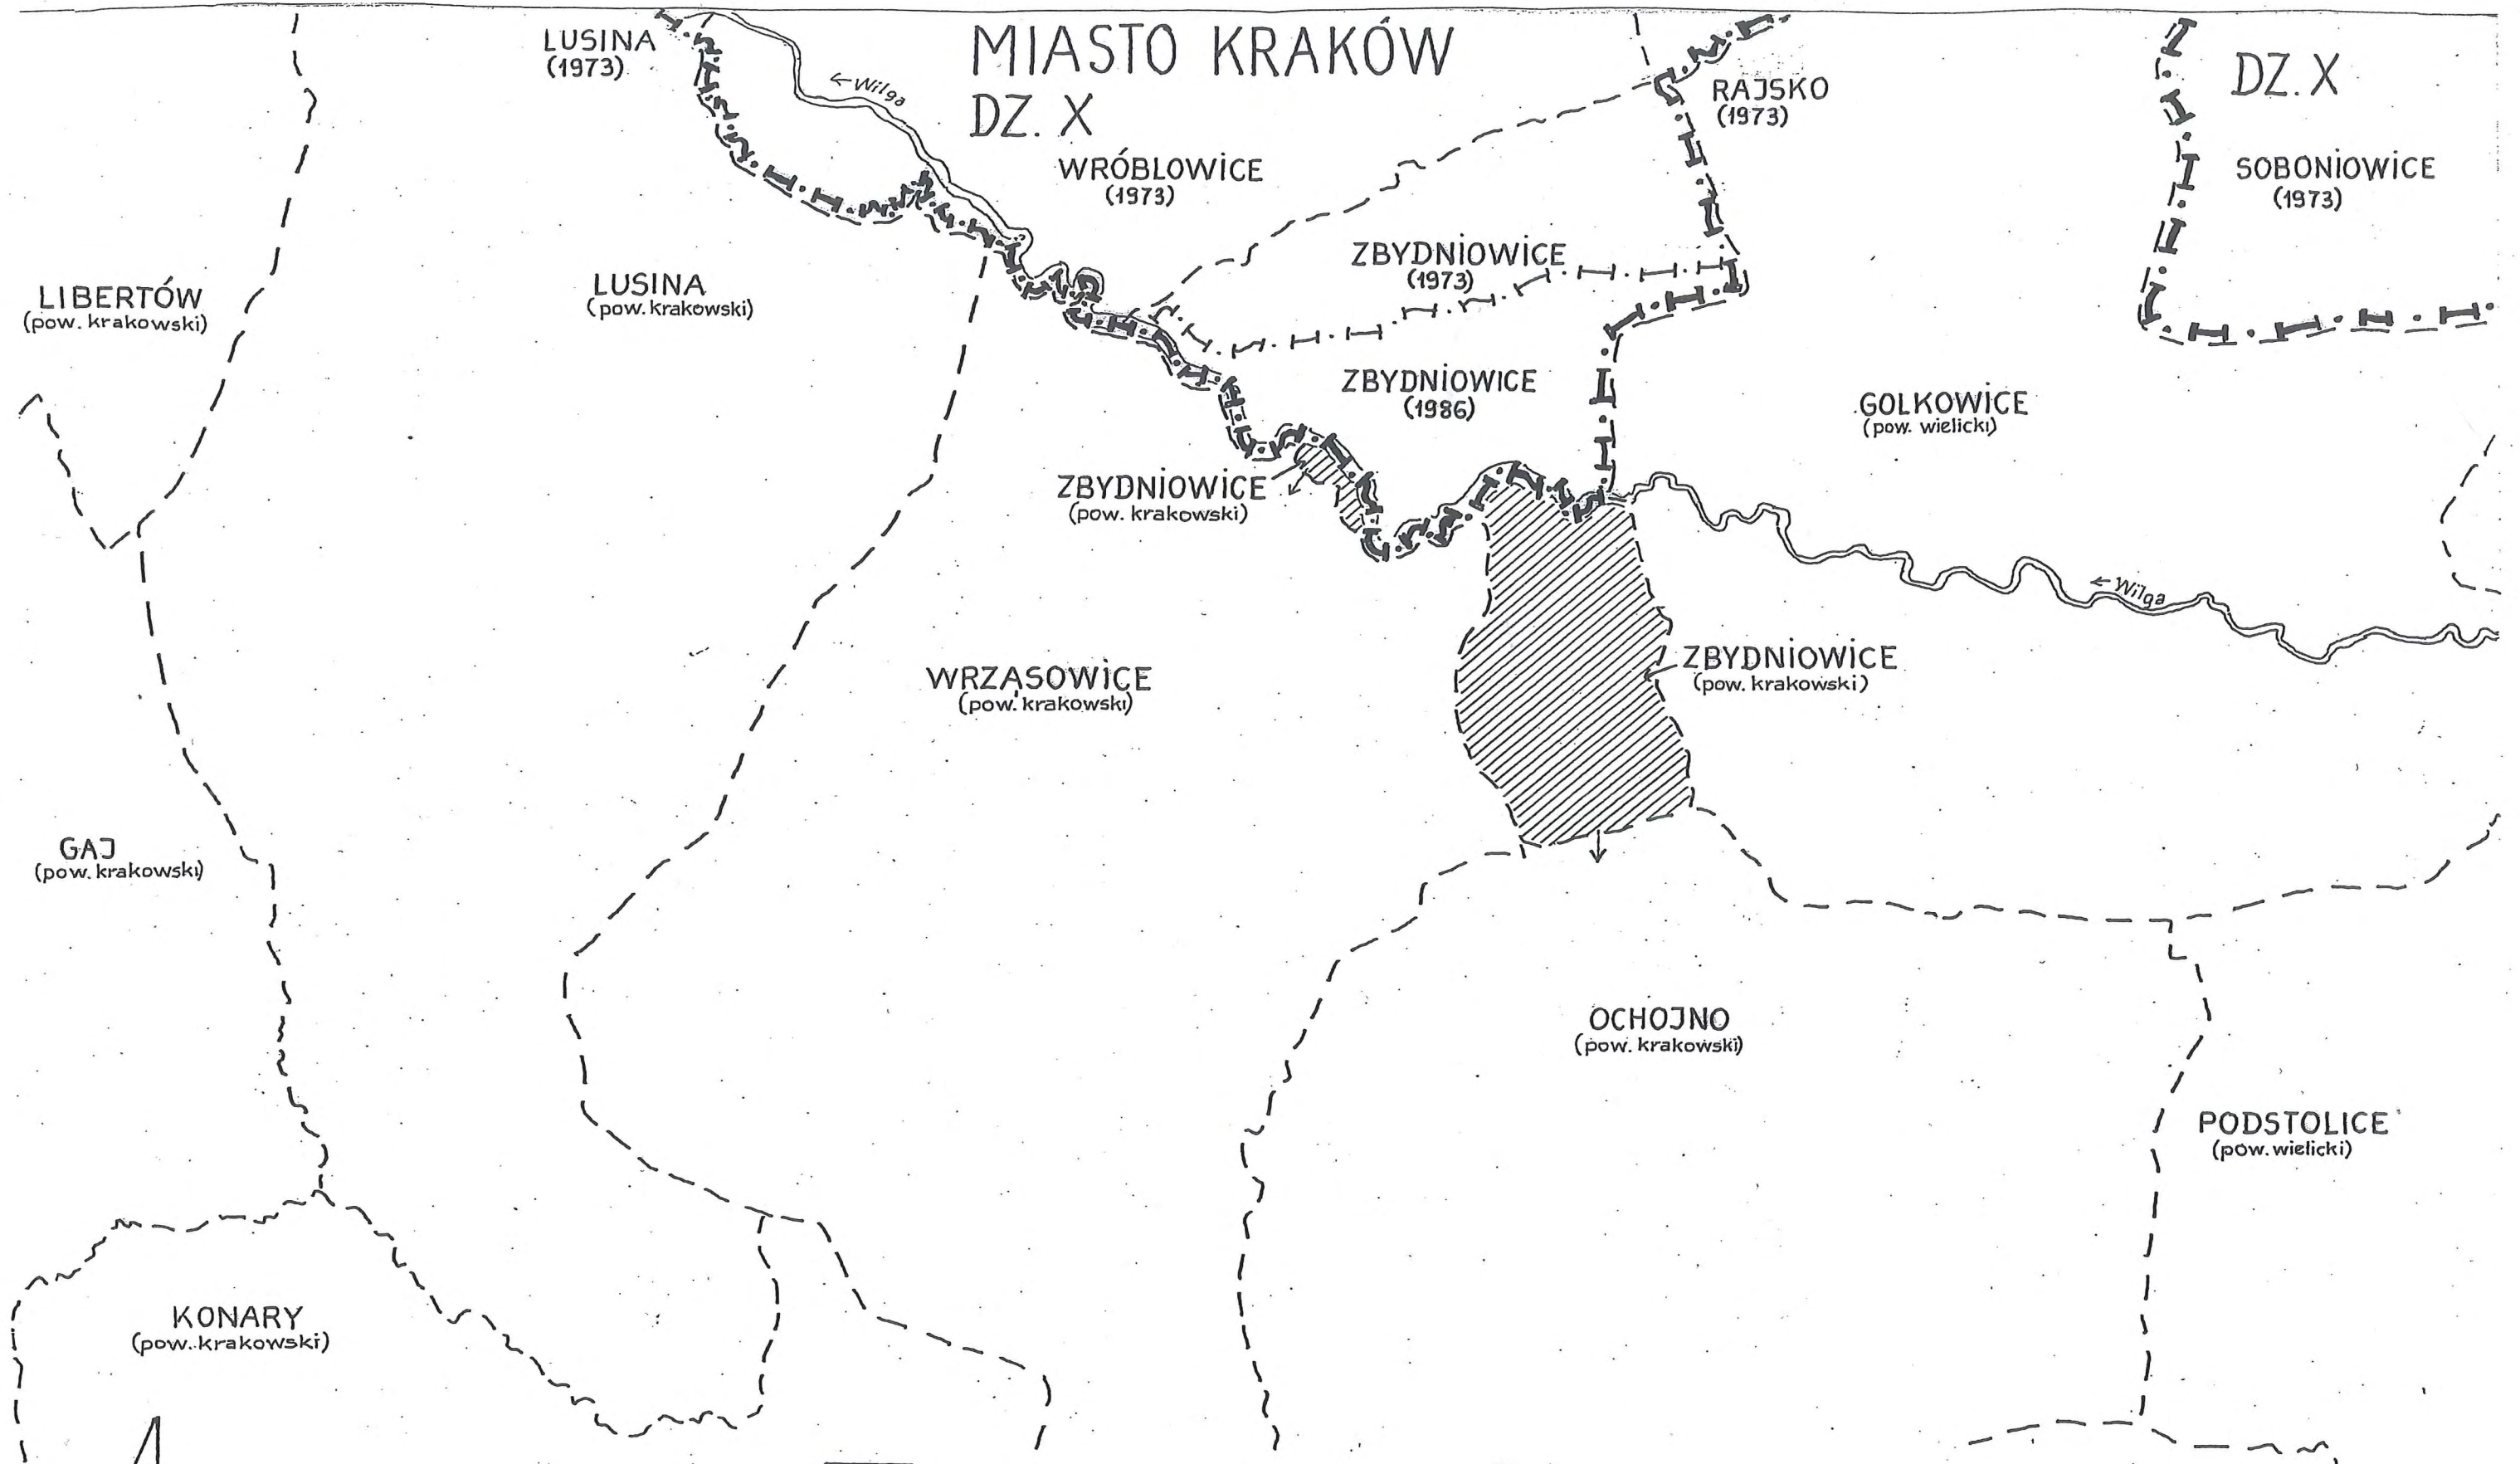 MIASTO KRAKÓW
DZ. X
LUSINA
(1973)
←Wilga
WRÓBLOWICE
(1973)
RAJSKO
(1973)
DZ. X
SOBONIOWICE
(1973)
ZBYDNIOWICE
(1973)
LIBERTÓW
(pow. krakowski)
LUSINA
(pow. krakowski)
ZBYDNIOWICE
(1986)
GOLKOWICE
(pow. wielicki)
ZBYDNIOWICE
(pow. krakowski)
←Wilga
WRZĄSOWICE
(pow. krakowski)
ZBYDNIOWICE
(pow. krakowski)
GAJ
(pow. krakowski)
OCHOJNO
(pow. krakowski)
PODSTOLICE
(pow. wielicki)
KONARY
(pow. krakowski)